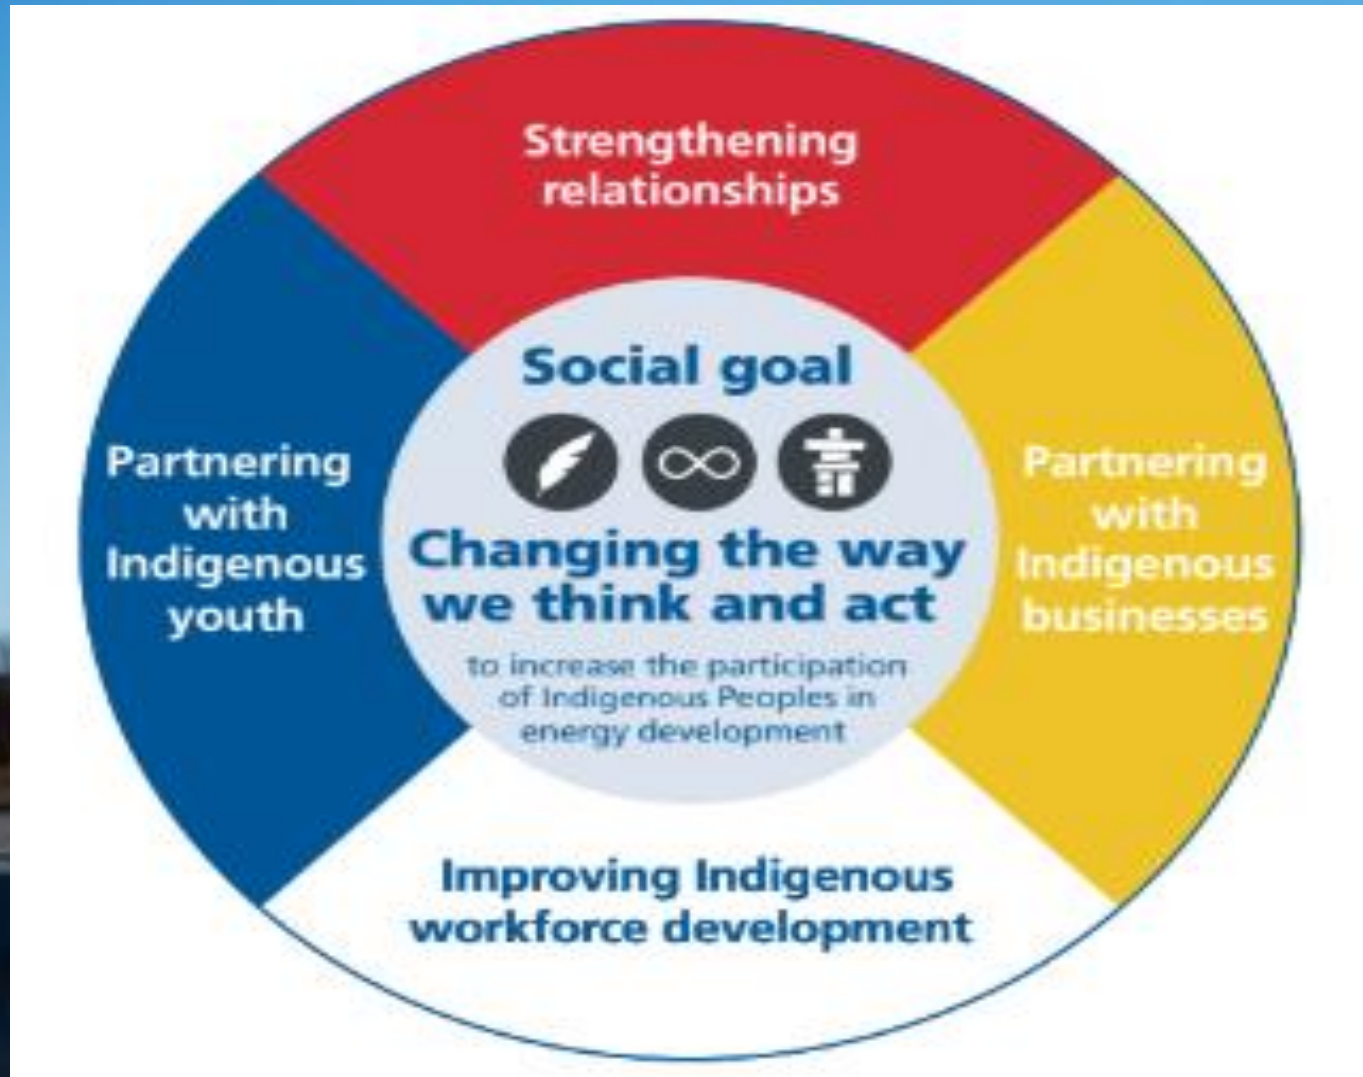 Strengthening
relationships
Social goal
Changing the way
we think and act
to increase the participation
of Indigenous Peoples in
energy development
Partnering
with
Indigenous
youth
Partnering
with
Indigenous
businesses
Improving Indigenous
workforce development